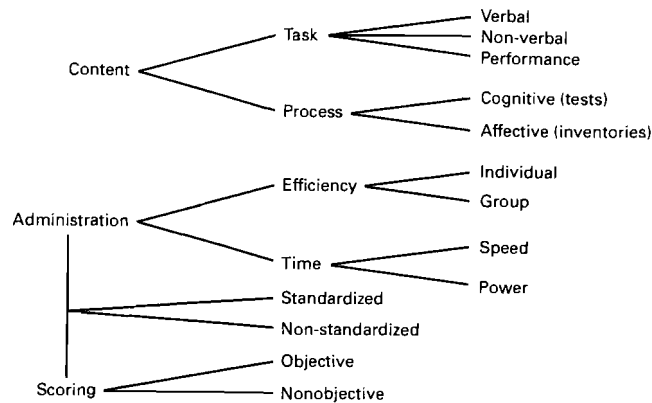 Verbal
Task
Non-verbal
Performance
Content
Process
Cognitive (tests)
Affective (inventories)
Individual
Efficiency
Group
Administration
Speed
Time
Power
Standardized
Non-standardized
Objective
Scoring
Nonobjective